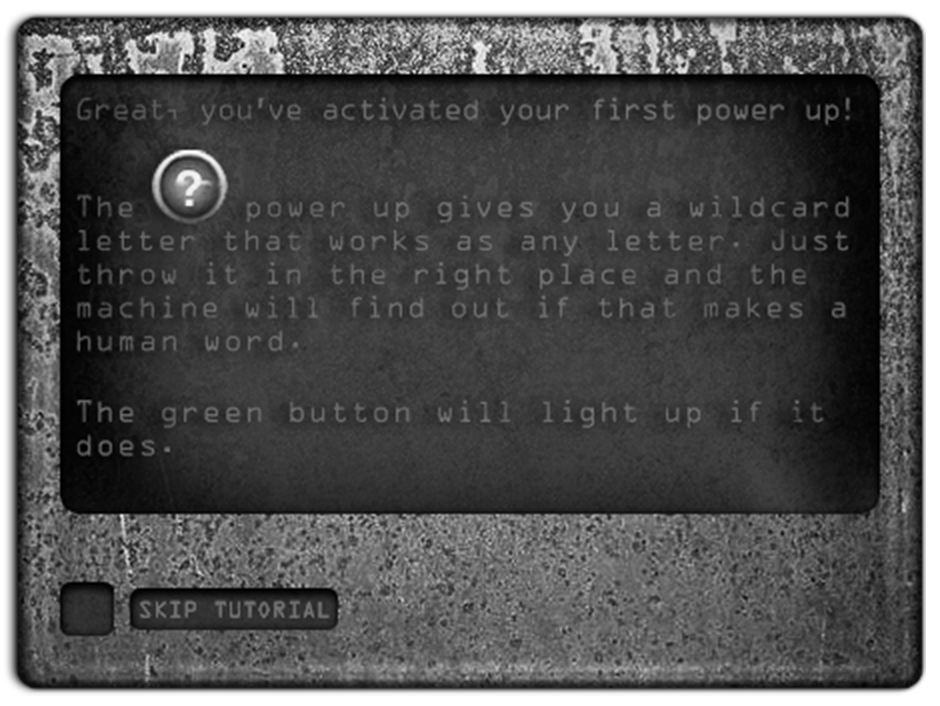 Great, you've activated your first power up!
?
The power up gives you a wildcard
letter that works as any letter. Just
throw it in the right place and the
machine will find out if that makes a
human word.
The green button will light up if it
does.
SKIP TUTORIAL